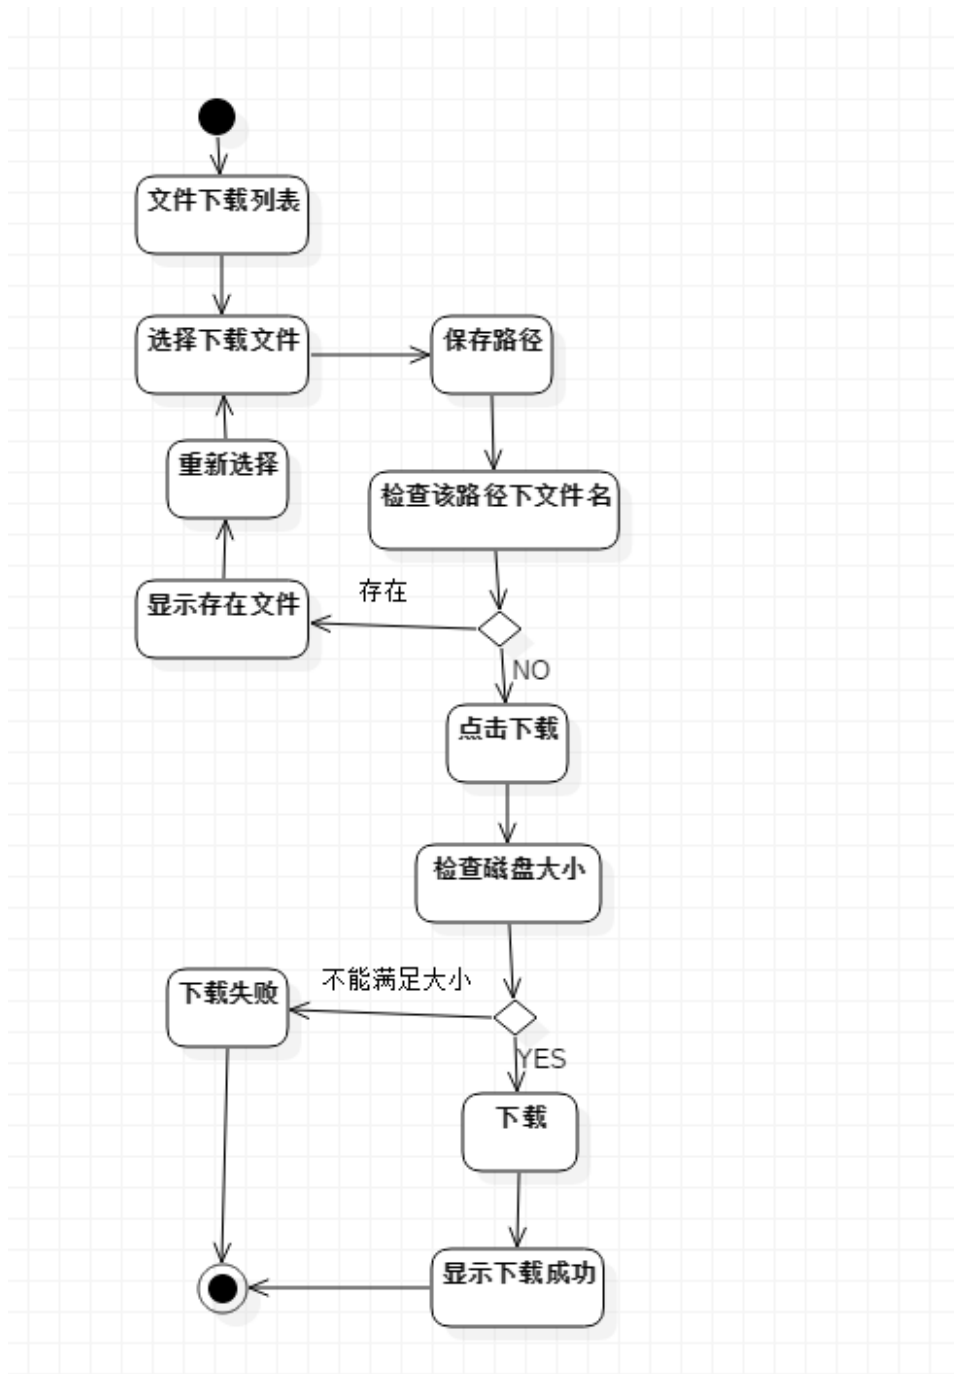 文件下载列表
选择下载文件
保存路径
重新选择
检查该路径下文件名
存在
显示存在文件
NO
点击下载
检查磁盘大小
不能满足大小
下载失败
YES
下载
显示下载成功